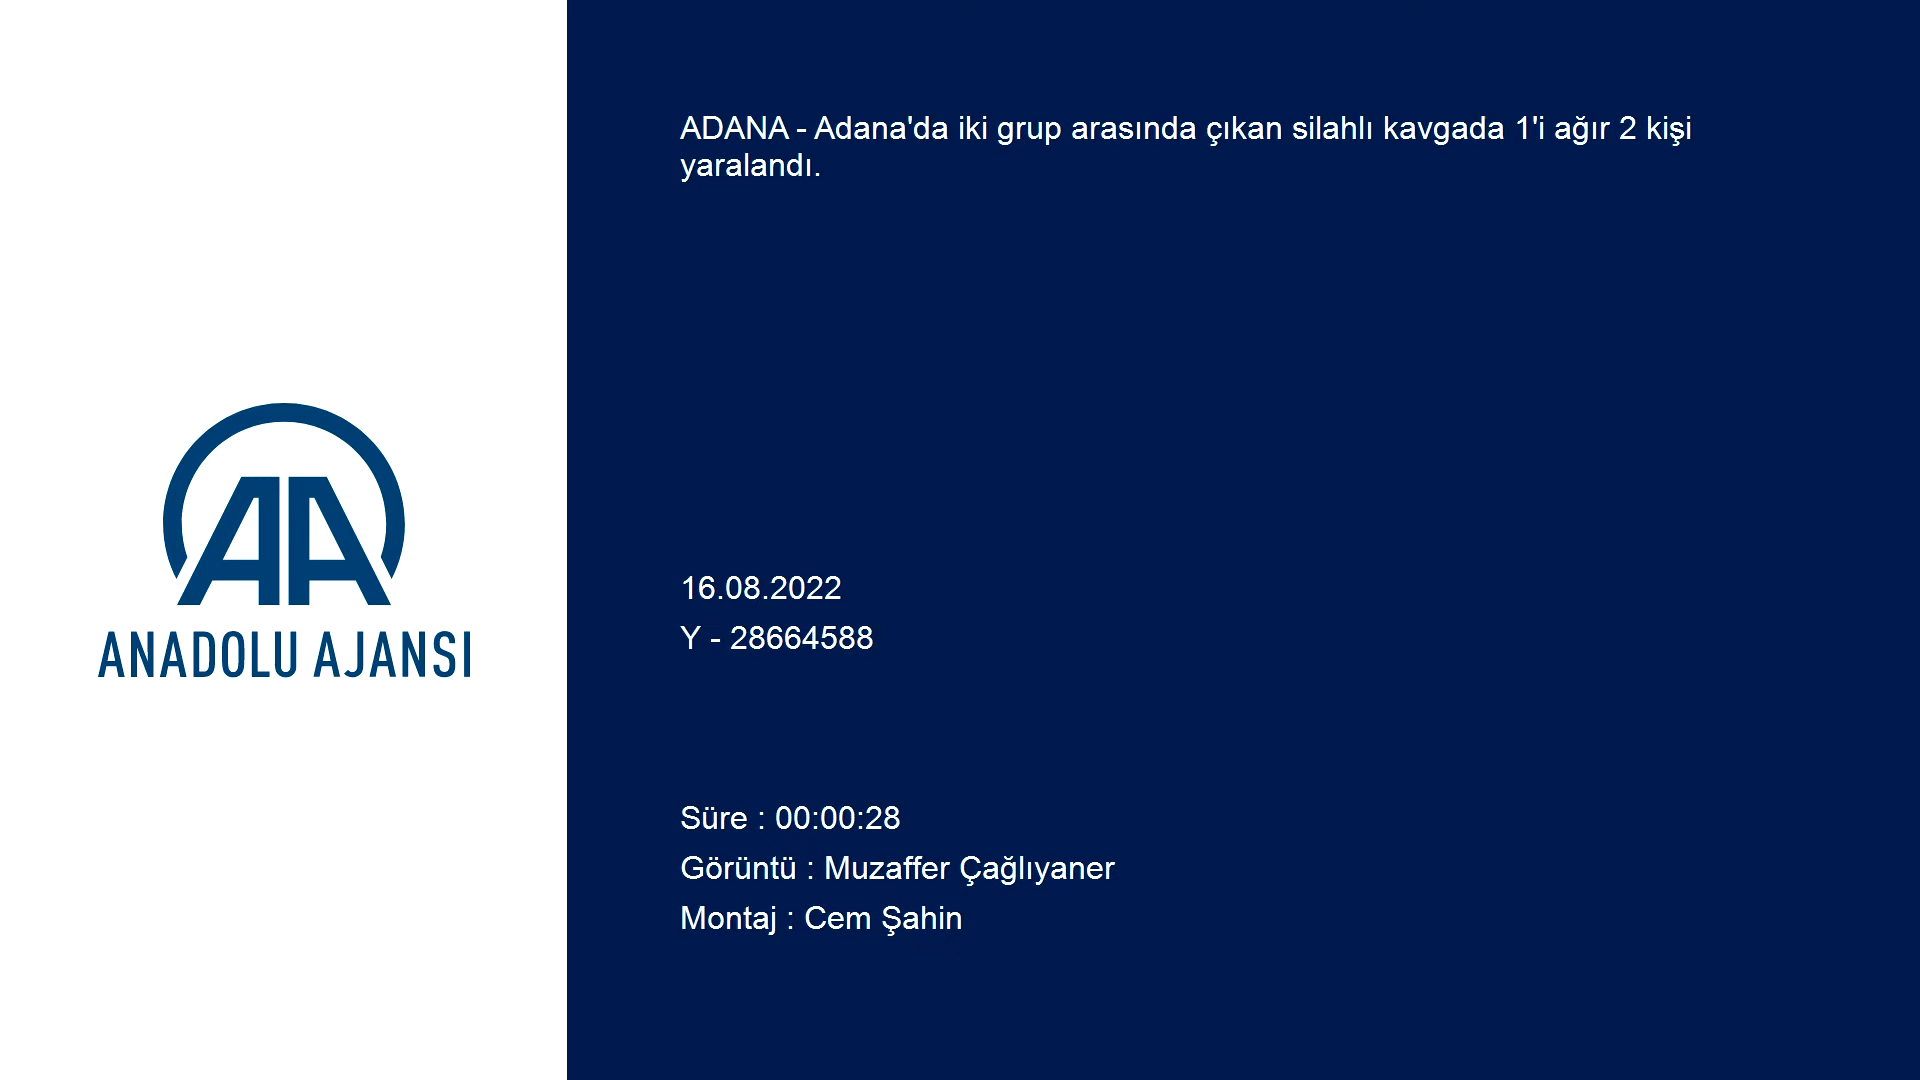 ADANA - Adana'da iki grup arasında çıkan silahlı kavgada 1'i ağır 2 kişi
yaralandı.
AA
ANADOLU AJANSI
16.08.2022
Y - 28664588
Süre : 00:00:28
Görüntü : Muzaffer Çağlıyaner
Montaj : Cem Şahin